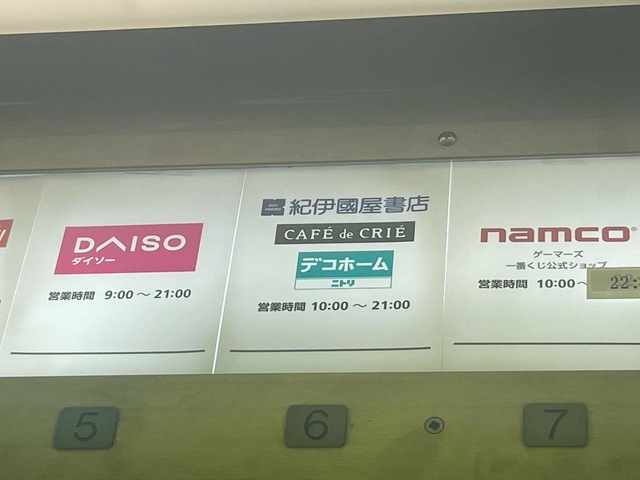 DAISO
ダイソー
営業時間 9:00～21:00
5
紀伊國屋書店
CAFÉ de CRIÉ
デコホーム
ニトリ
営業時間 10:00～21:00
6
namco
ゲーマーズ
一番くじ公式ショップ
営業時間 10:00～
22:
7